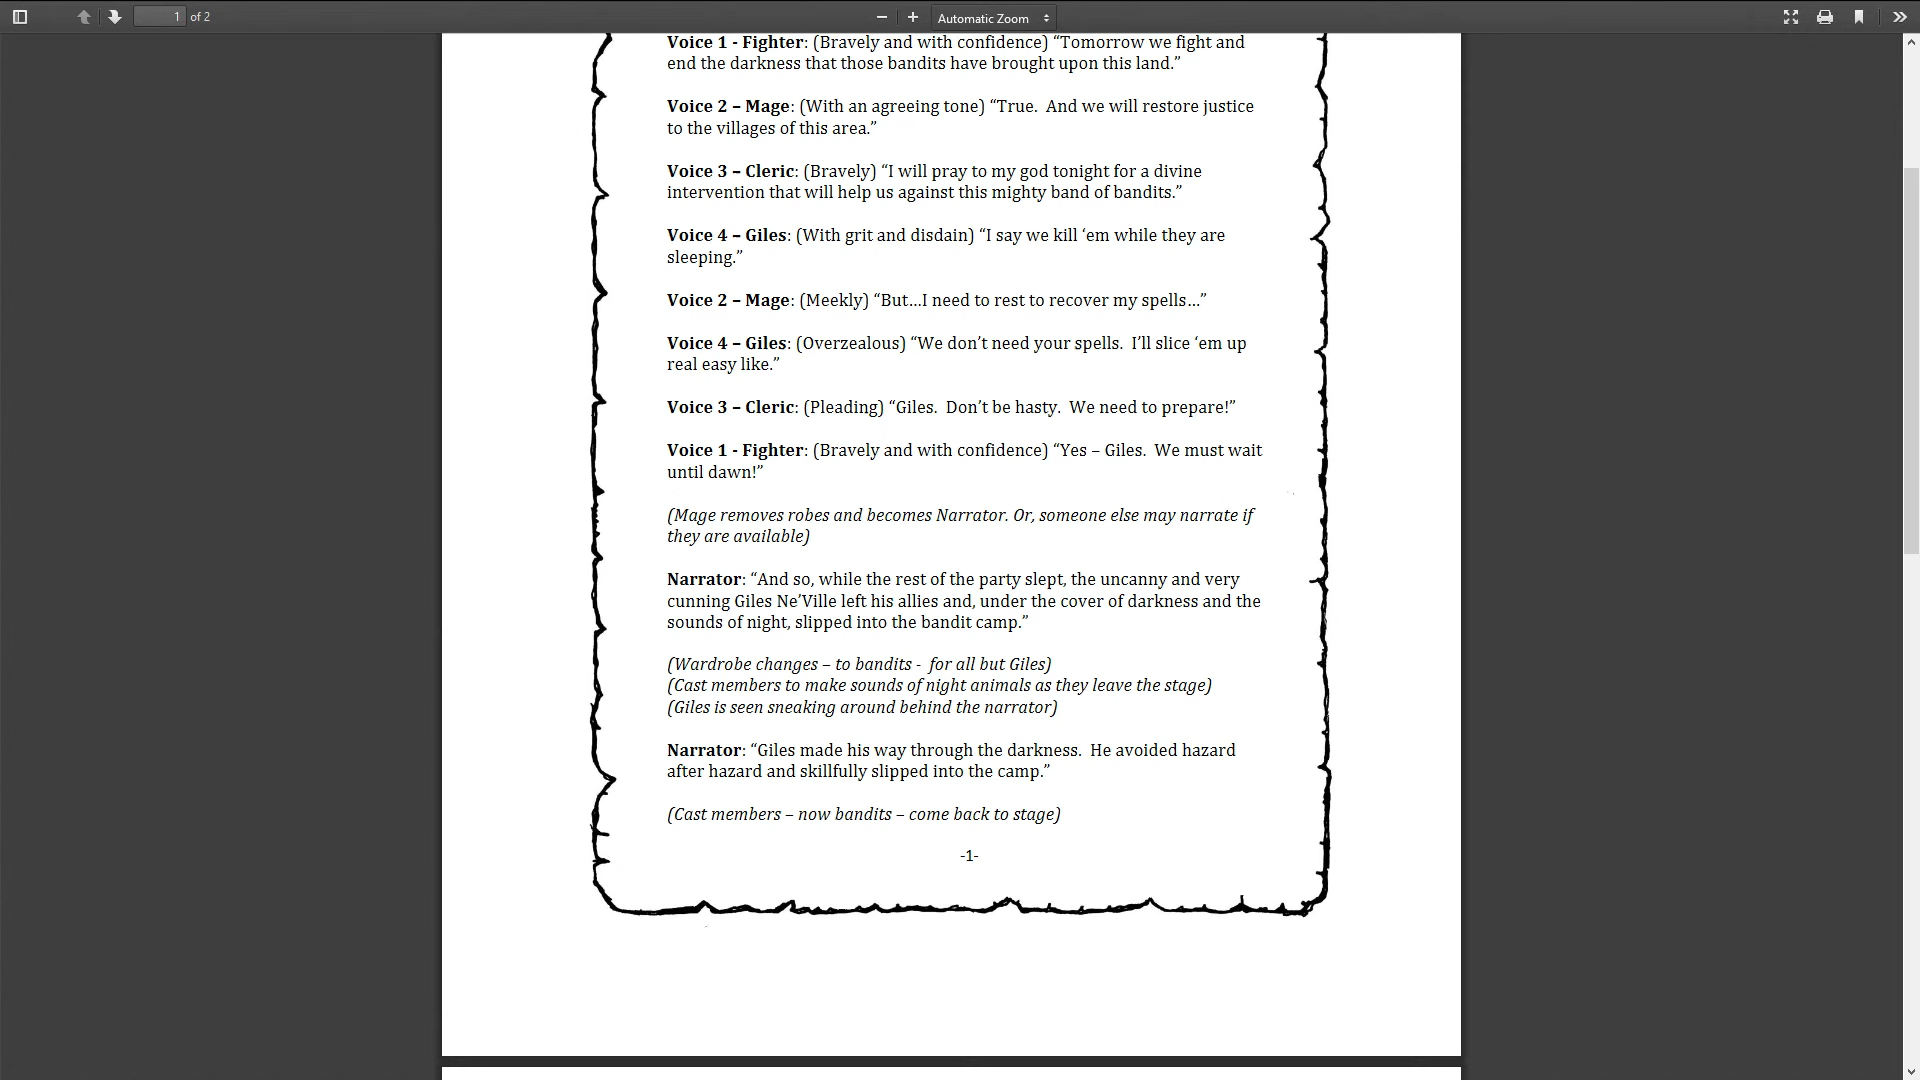 1 of 2
Automatic Zoom
Voice 1 - Fighter: (Bravely and with confidence) “Tomorrow we fight and
end the darkness that those bandits have brought upon this land.”
Voice 2 – Mage: (With an agreeing tone) “True.  And we will restore justice
to the villages of this area.”
Voice 3 – Cleric: (Bravely) “I will pray to my god tonight for a divine
intervention that will help us against this mighty band of bandits.”
Voice 4 – Giles: (With grit and disdain) “I say we kill ‘em while they are
sleeping.”
Voice 2 – Mage: (Meekly) “But…I need to rest to recover my spells…”
Voice 4 – Giles: (Overzealous) “We don’t need your spells.  I’ll slice ‘em up
real easy like.”
Voice 3 – Cleric: (Pleading) “Giles.  Don’t be hasty.  We need to prepare!”
Voice 1 - Fighter: (Bravely and with confidence) “Yes – Giles.  We must wait
until dawn!”
(Mage removes robes and becomes Narrator. Or, someone else may narrate if
they are available)
Narrator: “And so, while the rest of the party slept, the uncanny and very
cunning Giles Ne’Ville left his allies and, under the cover of darkness and the
sounds of night, slipped into the bandit camp.”
(Wardrobe changes – to bandits -  for all but Giles)
(Cast members to make sounds of night animals as they leave the stage)
(Giles is seen sneaking around behind the narrator)
Narrator: “Giles made his way through the darkness.  He avoided hazard
after hazard and skillfully slipped into the camp.”
(Cast members – now bandits – come back to stage)
-1-